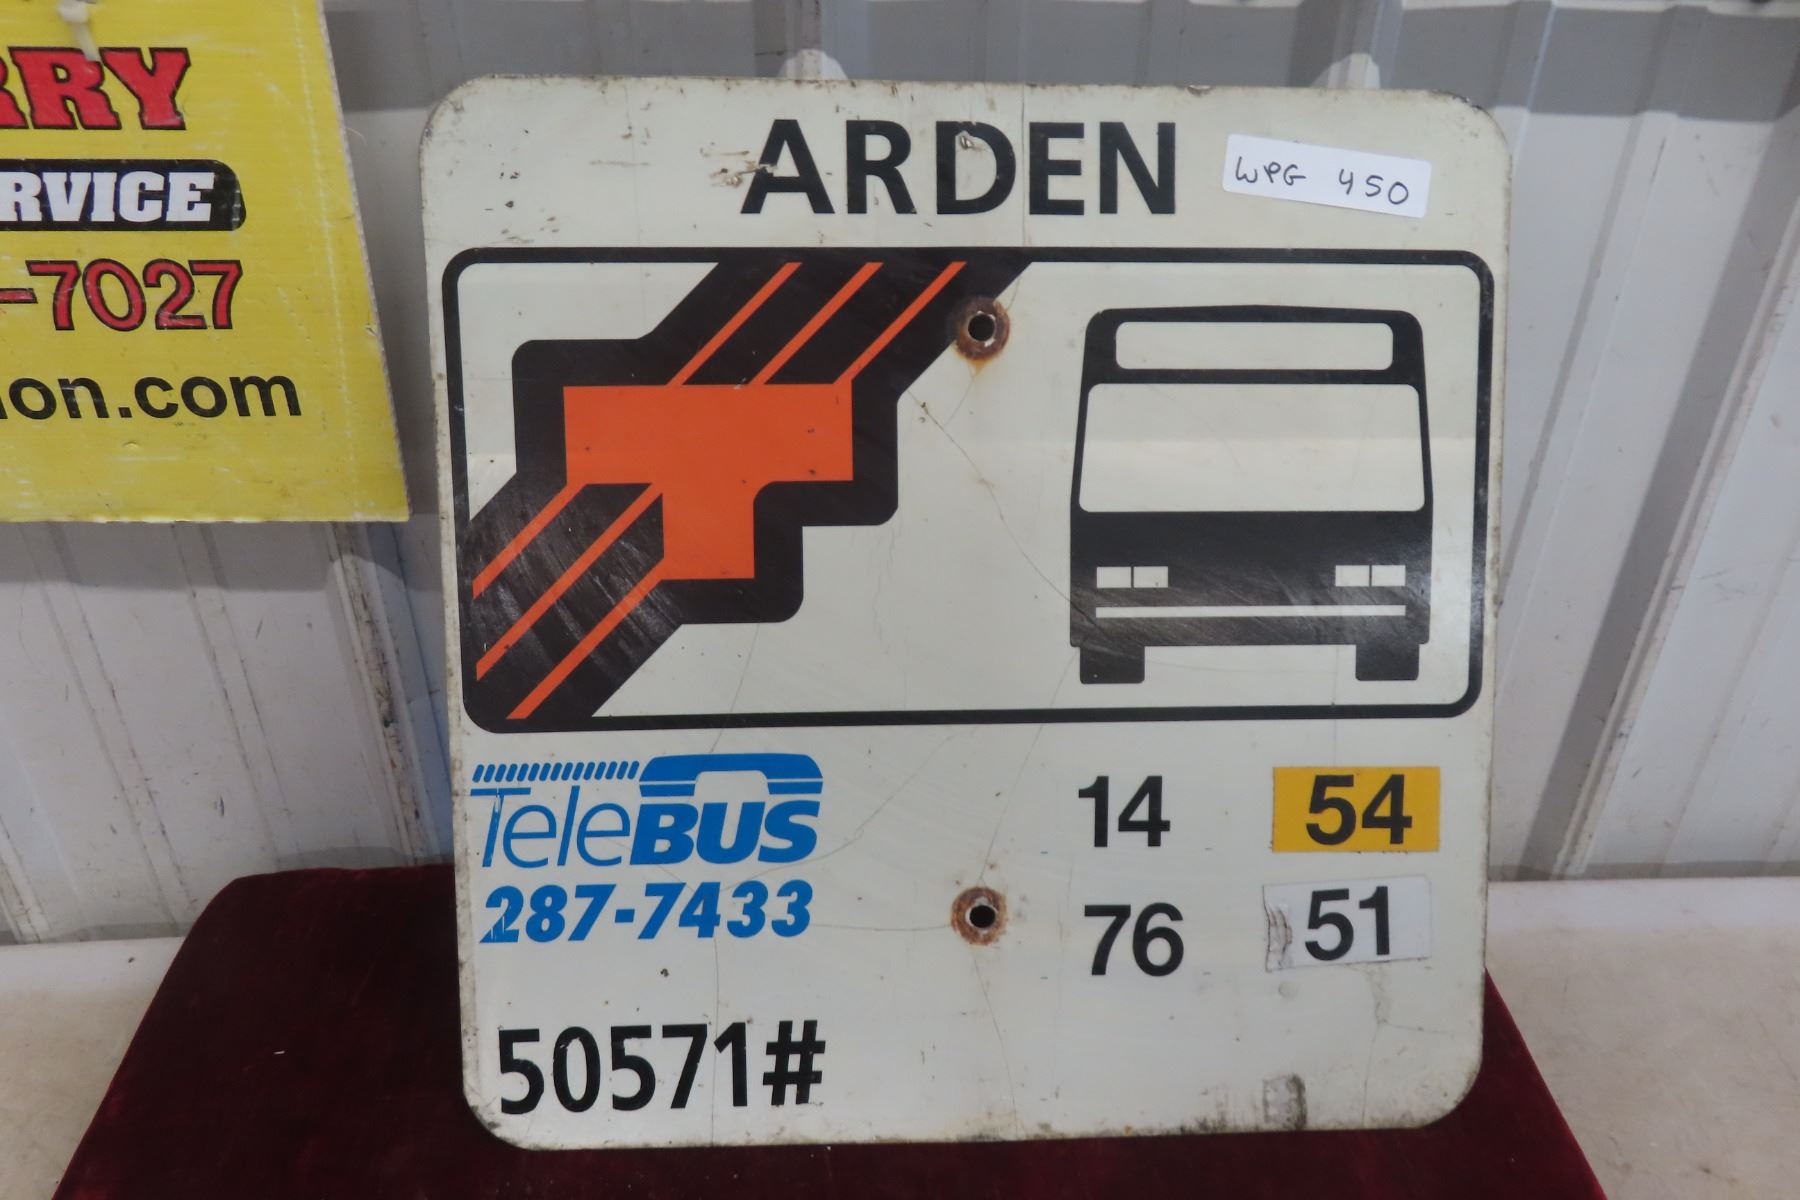 RRY
RVICE
-7027
ion.com
ARDEN
WPG 450
TeleBUS
287-7433
14 54
76 51
50571#